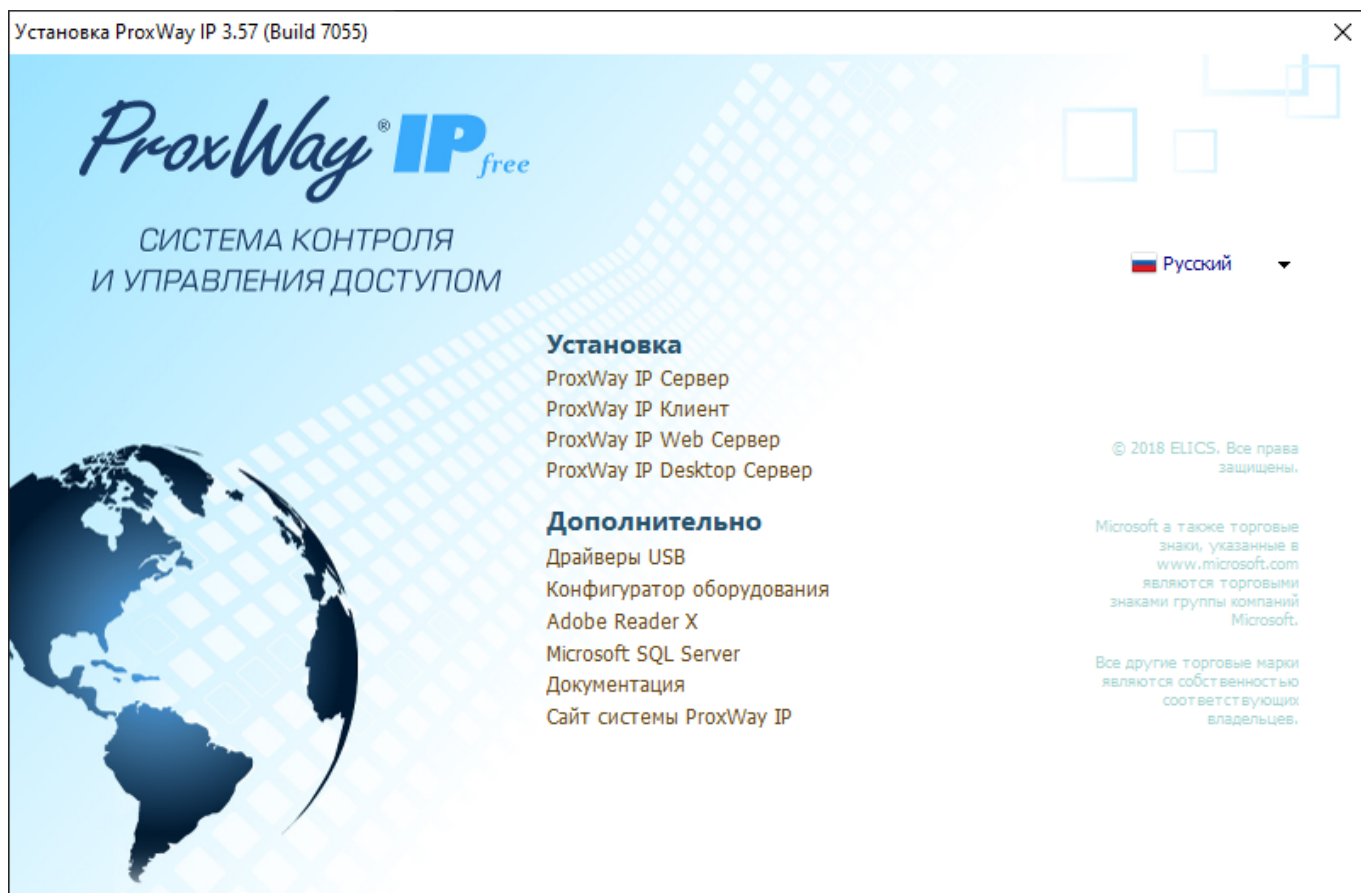 Установка ProxWay IP 3.57 (Build 7055)
ProxWay® IP free
СИСТЕМА КОНТРОЛЯ
И УПРАВЛЕНИЯ ДОСТУПОМ
Русский
Установка
ProxWay IP Сервер
ProxWay IP Клиент
ProxWay IP Web Сервер
ProxWay IP Desktop Сервер
Дополнительно
Драйверы USB
Конфигуратор оборудования
Adobe Reader X
Microsoft SQL Server
Документация
Сайт системы ProxWay IP
© 2018 ELICS. Все права
защищены.
Microsoft а также торговые
знаки, указанные в
www.microsoft.com
являются торговыми
знаками группы компаний
Microsoft.
Все другие торговые марки
являются собственностью
соответствующих
владельцев.